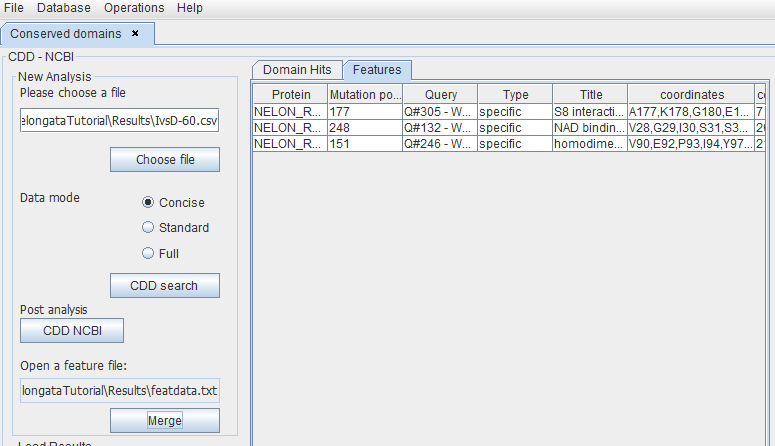 File Database Operations Help
Conserved domains ×
CDD - NCBI
New Analysis
Please choose a file
elongataTutorial\Results\IvsD-60.csv
Choose file
Data mode
Concise
Standard
Full
CDD search
Post analysis
CDD NCBI
Open a feature file:
longataTutorial\Results\featdata.txt
Merge
Domain Hits Features
Protein Mutation po... Query Type Title coordinates
NELON_R... 177 Q#305 - W... specific S8 interacti... A177,K178,G180,E1... 7
NELON_R... 248 Q#132 - W... specific NAD bindin... V28,G29,I30,S31,S3...
NELON_R... 151 Q#246 - W... specific homodime... V90,E92,P93,I94,Y97...